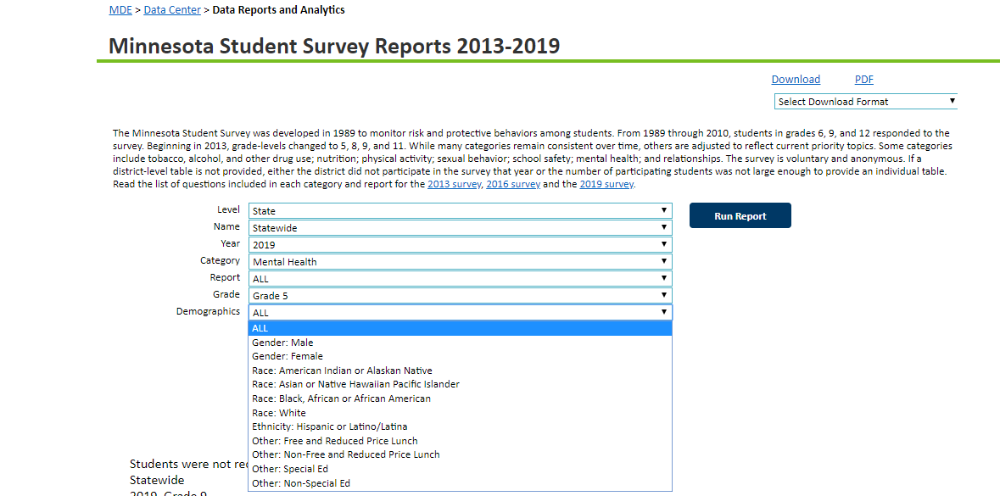 MDE > Data Center > Data Reports and Analytics
Minnesota Student Survey Reports 2013-2019
Download PDF
Select Download Format
The Minnesota Student Survey was developed in 1989 to monitor risk and protective behaviors among students. From 1989 through 2010, students in grades 6, 9, and 12 responded to the
survey. Beginning in 2013, grade-levels changed to 5, 8, 9, and 11. While many categories remain consistent over time, others are adjusted to reflect current priority topics. Some categories
include tobacco, alcohol, and other drug use; nutrition; physical activity; sexual behavior; school safety; mental health; and relationships. The survey is voluntary and anonymous. If a
district-level table is not provided, either the district did not participate in the survey that year or the number of participating students was not large enough to provide an individual table.
Read the list of questions included in each category and report for the 2013 survey, 2016 survey and the 2019 survey.
Level State
Run Report
Name Statewide
Year 2019
Category Mental Health
Report ALL
Grade Grade 5
Demographics ALL
ALL
Gender: Male
Gender: Female
Race: American Indian or Alaskan Native
Race: Asian or Native Hawaiian Pacific Islander
Race: Black, African or African American
Race: White
Ethnicity: Hispanic or Latino/Latina
Other: Free and Reduced Price Lunch
Other: Non-Free and Reduced Price Lunch
Other: Special Ed
Other: Non-Special Ed
Students were not
Statewide
2019, Grade 9